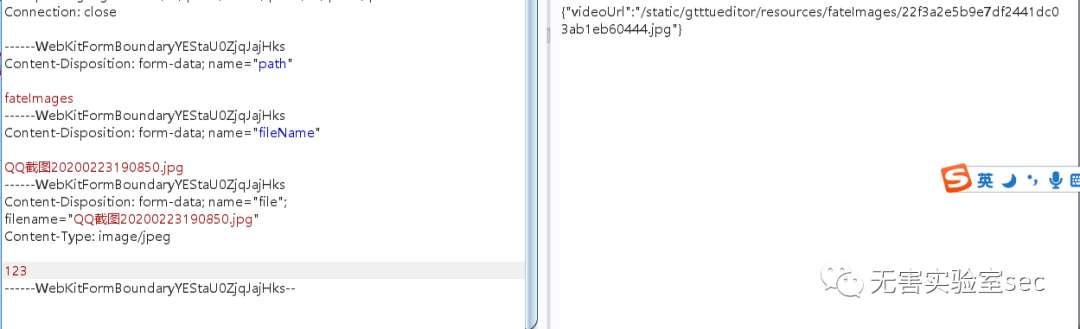 Connection: close
------WebKitFormBoundaryYEStaU0ZjqJajHks
Content-Disposition: form-data; name="path"
fateImages
------WebKitFormBoundaryYEStaU0ZjqJajHks
Content-Disposition: form-data; name="fileName"
QQ截图20200223190850.jpg
------WebKitFormBoundaryYEStaU0ZjqJajHks
Content-Disposition: form-data; name="file";
filename="QQ截图20200223190850.jpg"
Content-Type: image/jpeg
123
------WebKitFormBoundaryYEStaU0ZjqJajHks--
{"videoUrl":"/static/gtttueditor/resources/fateImages/22f3a2e5b9e7df2441dc0
3ab1eb60444.jpg"}
S英
无害实验室sec